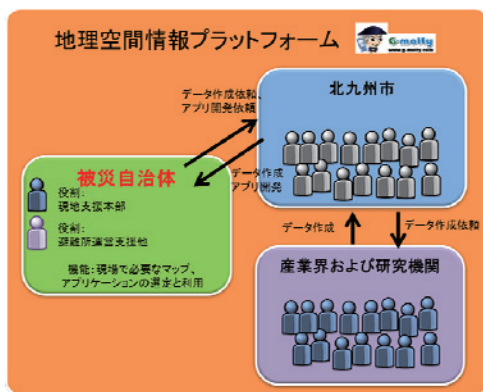 地理空間情報プラットフォーム
G-motty
北九州市
データ作成依頼、
アプリ開発依頼
被災自治体
役割:
現地支援本部
役割:
避難所運営支援他
機能:現場で必要なマップ、
アプリケーションの選定と利用
データ作成
アプリ開発
データ作成
データ作成依頼
産業界および研究機関